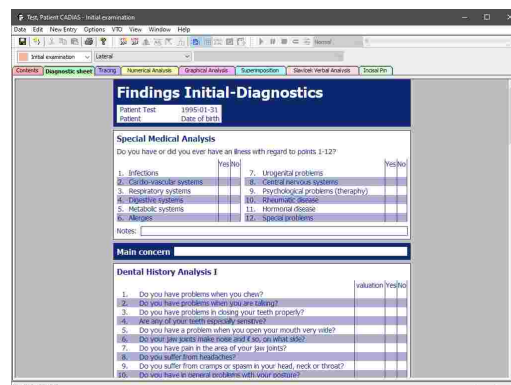 Test, Patient CADIAS - Initial examination
Date Edit New Entry Options VTO View Window Help
Normal
Initial examination Lateral
Contents Diagnostic sheet Tracing Numerical Analysis Graphical Analysis Superimposition Slavicek Verbal Analysis Incisal Pin
Findings Initial-Diagnostics
Patient Test 1995-01-31
Patient Date of birth
Special Medical Analysis
Do you have or did you ever have an illness with regard to points 1-12?
Yes No Yes No
1. Infections 7. Urogenital problems
2. Cardio-vascular systems 8. Central nervous systems
3. Respiratory systems 9. Psychological problems (theraphy)
4. Digestive systems 10. Rheumatic disease
5. Metabolic systems 11. Hormonal disease
6. Allergies 12. Special problems
Notes:
Main concern
Dental History Analysis I
valuation Yes No
1. Do you have problems when you chew?
2. Do you have problems when you are talking?
3. Do you have problems in closing your teeth properly?
4. Are any of your teeth especially sensitive?
5. Do you have a problem when you open your mouth very wide?
6. Do your jaw joints make noise and if so, on what side?
7. Do you have pain in the area of your jaw joints?
8. Do you suffer from headaches?
9. Do you suffer from cramps or spasm in your head, neck or throat?
10. Do you have in general problems with your posture?